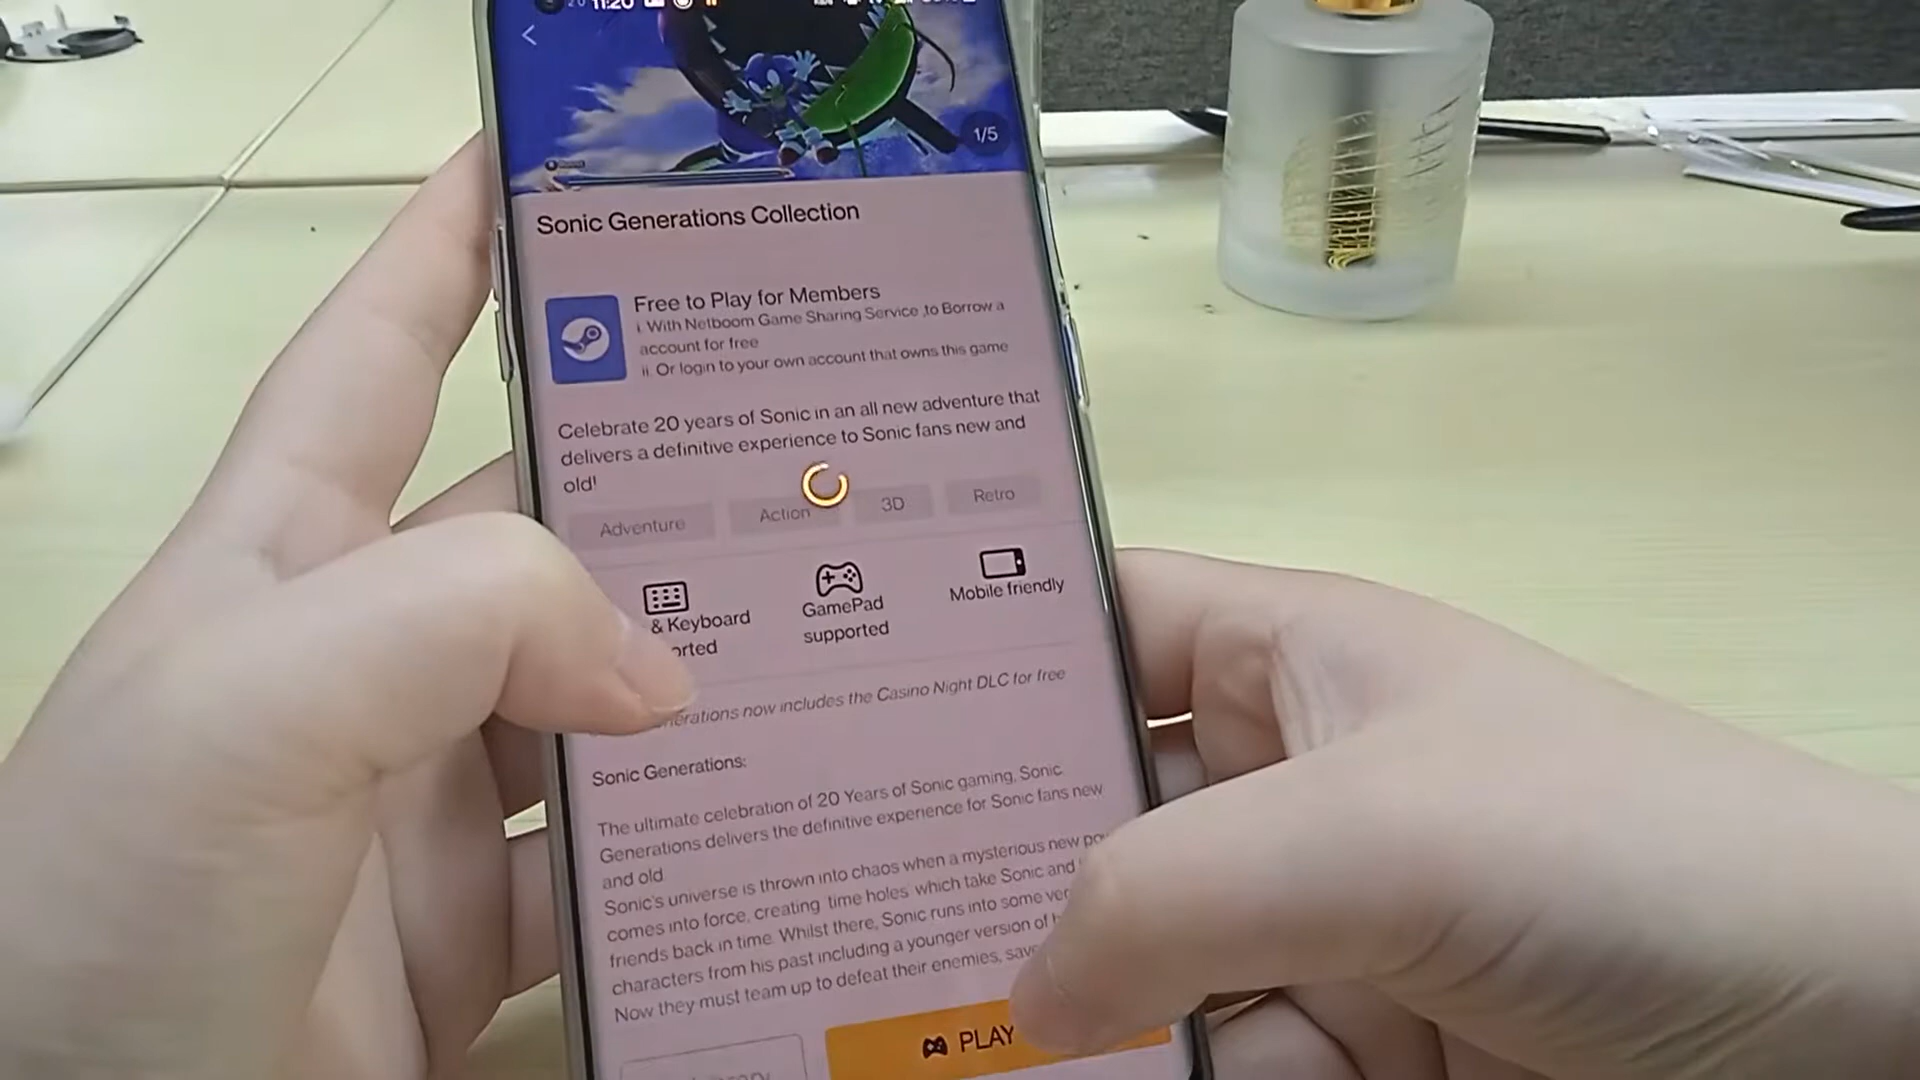 11:20
1/5
Sonic Generations Collection
Free to Play for Members
i. With Netboom Game Sharing Service ,to Borrow a
account for free
ii. Or login to your own account that owns this game
Celebrate 20 years of Sonic in an all new adventure that
delivers a definitive experience to Sonic fans new and
old!
Adventure Action 3D Retro
& Keyboard
orted
GamePad
supported
Mobile friendly
nerations now includes the Casino Night DLC for free
Sonic Generations:
The ultimate celebration of 20 Years of Sonic gaming, Sonic
Generations delivers the definitive experience for Sonic fans new
and old
Sonic's universe is thrown into chaos when a mysterious new po
comes into force, creating 'time holes' which take Sonic and
friends back in time. Whilst there, Sonic runs into some ver
characters from his past including a younger version of h
Now they must team up to defeat their enemies, save
PLAY